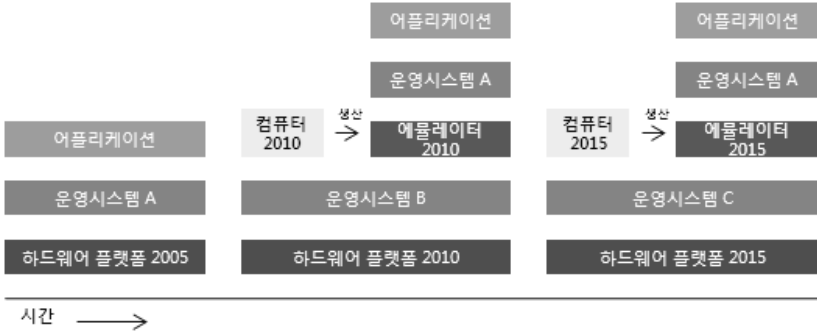 어플리케이션
어플리케이션
운영시스템 A
운영시스템 A
어플리케이션
컴퓨터
2010
생산
에뮬레이터
2010
컴퓨터
2015
생산
에뮬레이터
2015
운영시스템 A
운영시스템 B
운영시스템 C
하드웨어 플랫폼 2005
하드웨어 플랫폼 2010
하드웨어 플랫폼 2015
시간